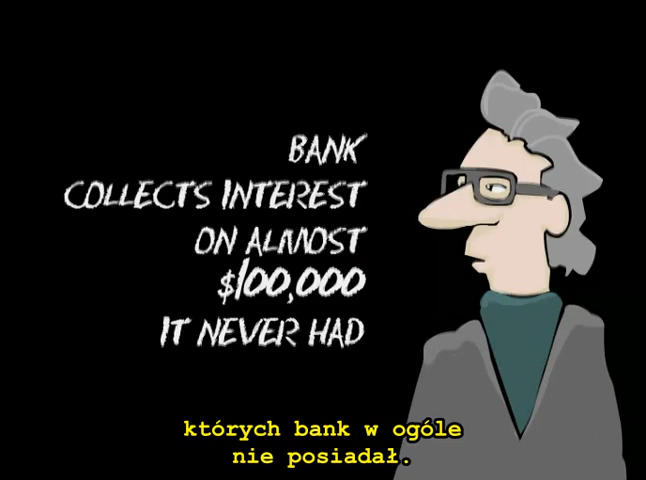 BANK
COLLECTS INTEREST
ON ALMOST
$100,000
IT NEVER HAD
których bank w ogóle
nie posiadał.